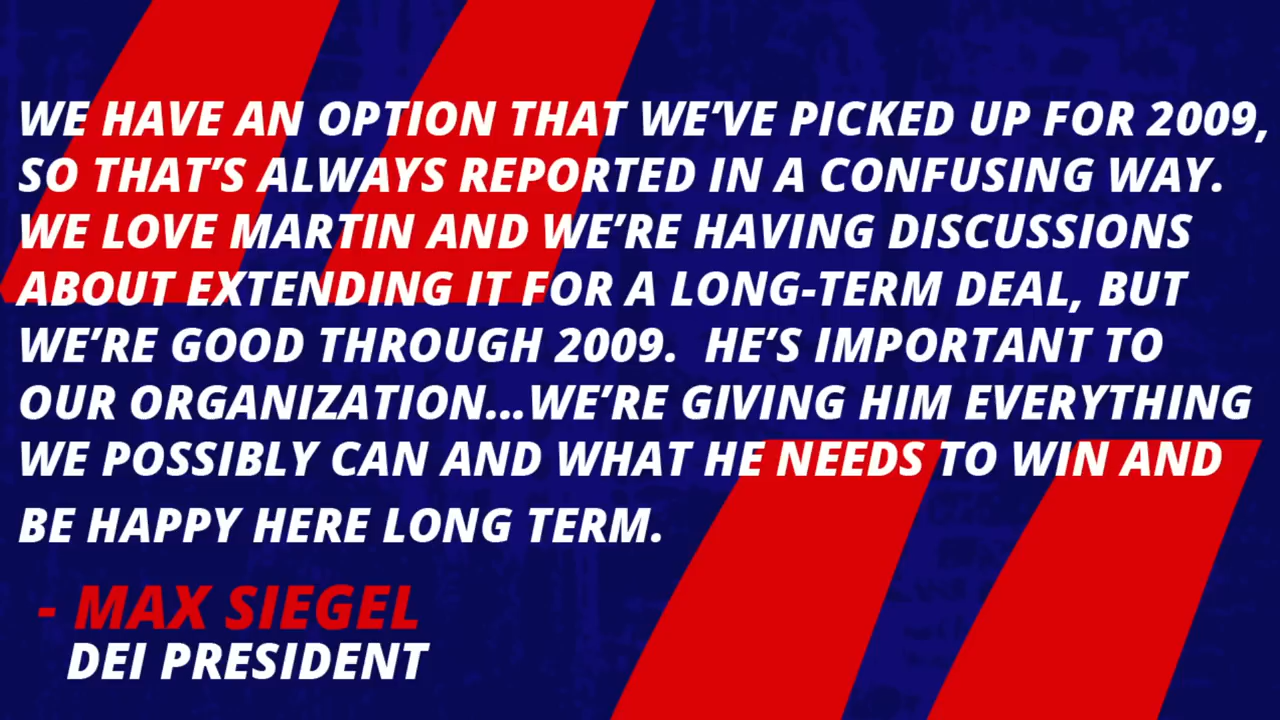 WE HAVE AN OPTION THAT WE'VE PICKED UP FOR 2009,
SO THAT'S ALWAYS REPORTED IN A CONFUSING WAY.
WE LOVE MARTIN AND WE'RE HAVING DISCUSSIONS
ABOUT EXTENDING IT FOR A LONG-TERM DEAL, BUT
WE'RE GOOD THROUGH 2009.  HE'S IMPORTANT TO
OUR ORGANIZATION...WE'RE GIVING HIM EVERYTHING
WE POSSIBLY CAN AND WHAT HE NEEDS TO WIN AND
BE HAPPY HERE LONG TERM.
- MAX SIEGEL
DEI PRESIDENT